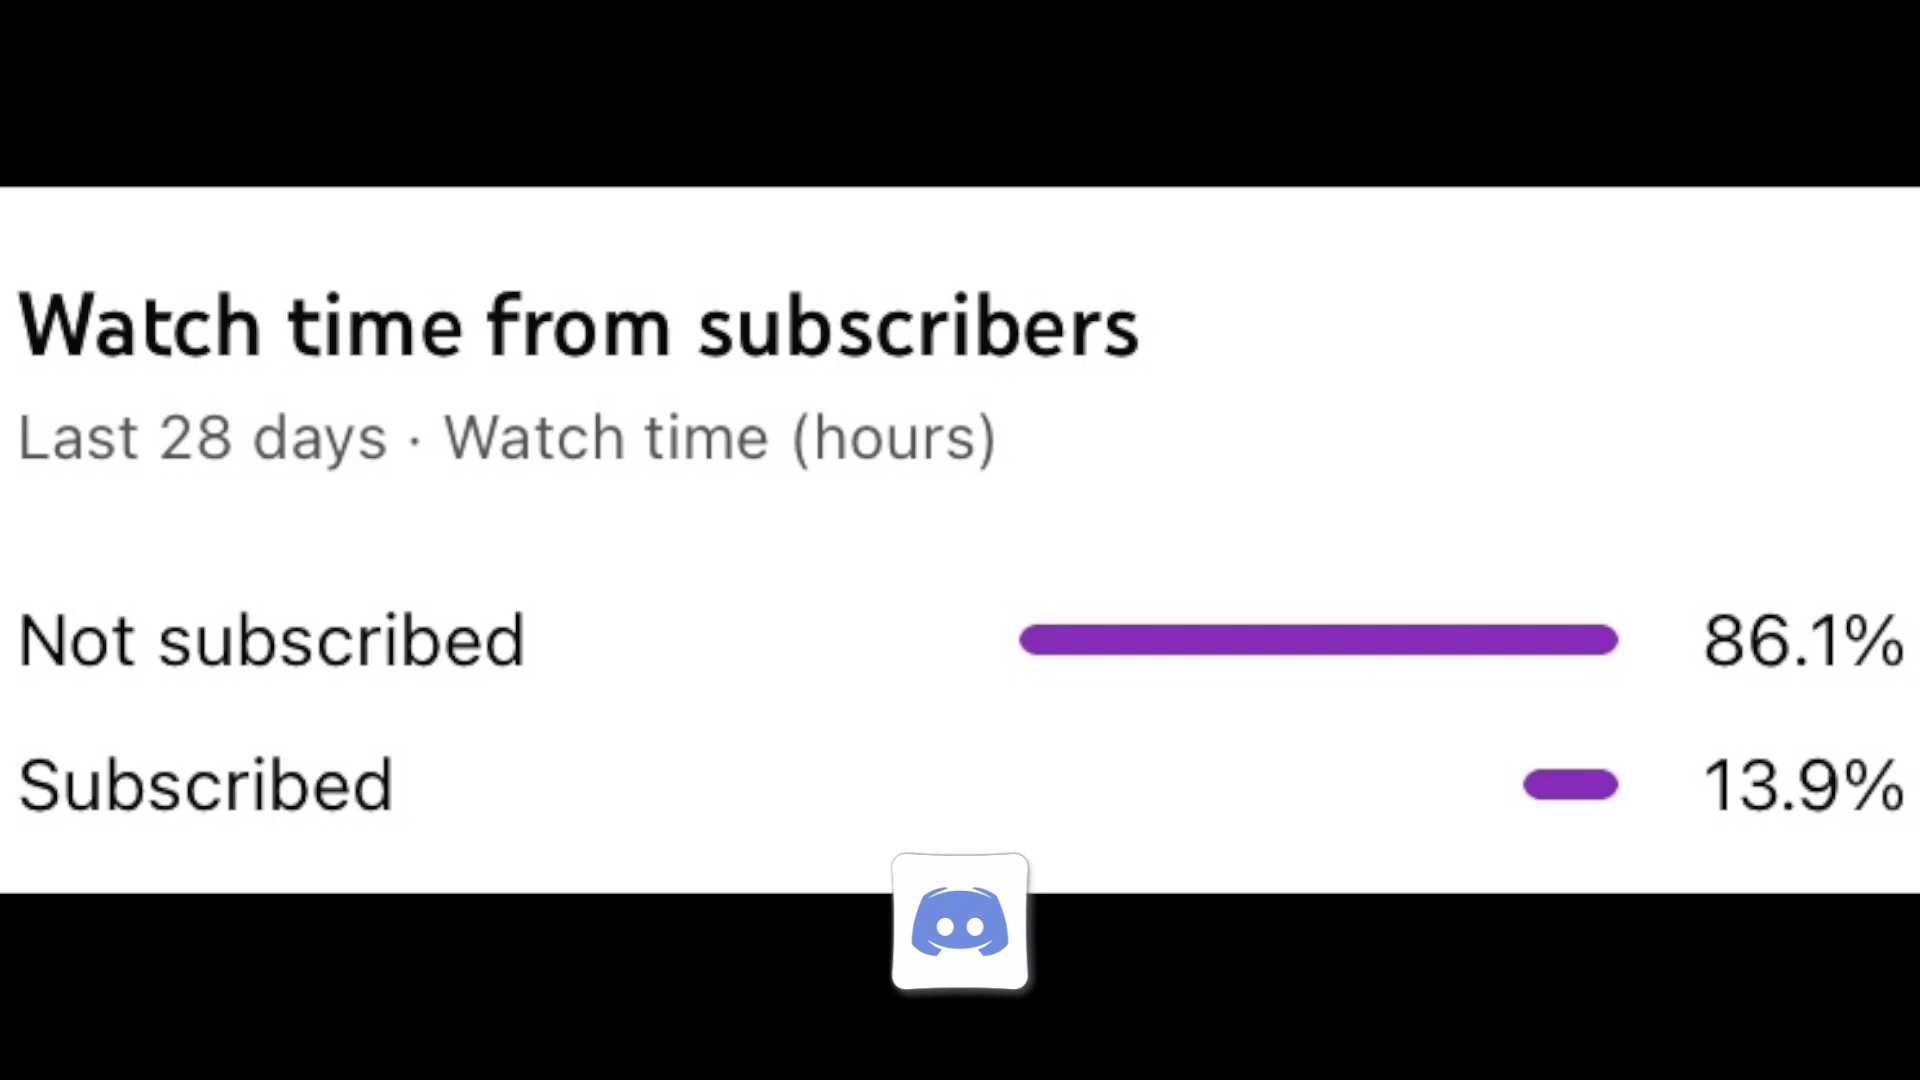 Watch time from subscribers
Last 28 days · Watch time (hours)
Not subscribed 86.1%
Subscribed 13.9%